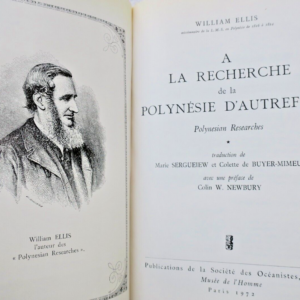 William ELLIS
l'auteur des
« Polynesian Researches ».
WILLIAM ELLIS
A
LA RECHERCHE
de la
POLYNÉSIE D'AUTREF
Polynesian Researches
traduction de
Marie SERGUEIEW et Colette de BUYER-MIMEU
avec une préface de
Colin W. NEWBURY
Publications de la Société des Océanistes,
Musée de l'Homme
Paris 1972